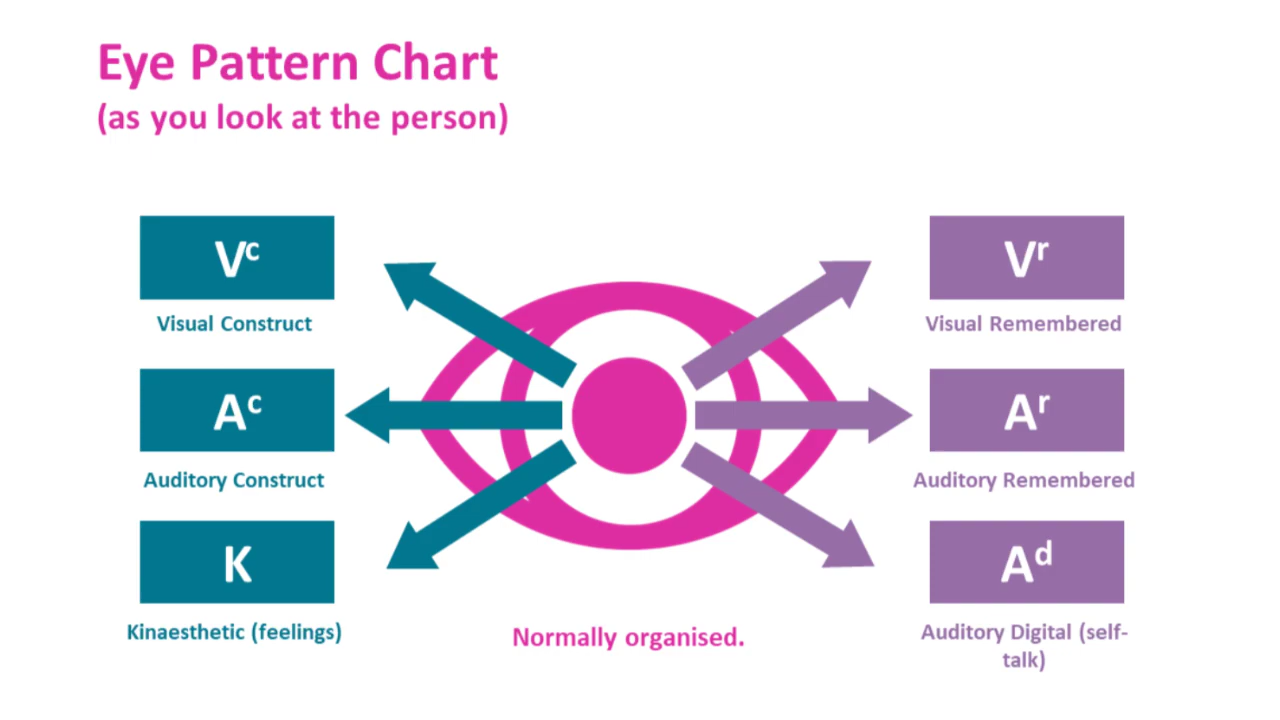 Eye Pattern Chart
(as you look at the person)
Vc
Visual Construct
Vr
Visual Remembered
Ac
Auditory Construct
Ar
Auditory Remembered
K
Kinaesthetic (feelings)
Ad
Auditory Digital (self-
talk)
Normally organised.